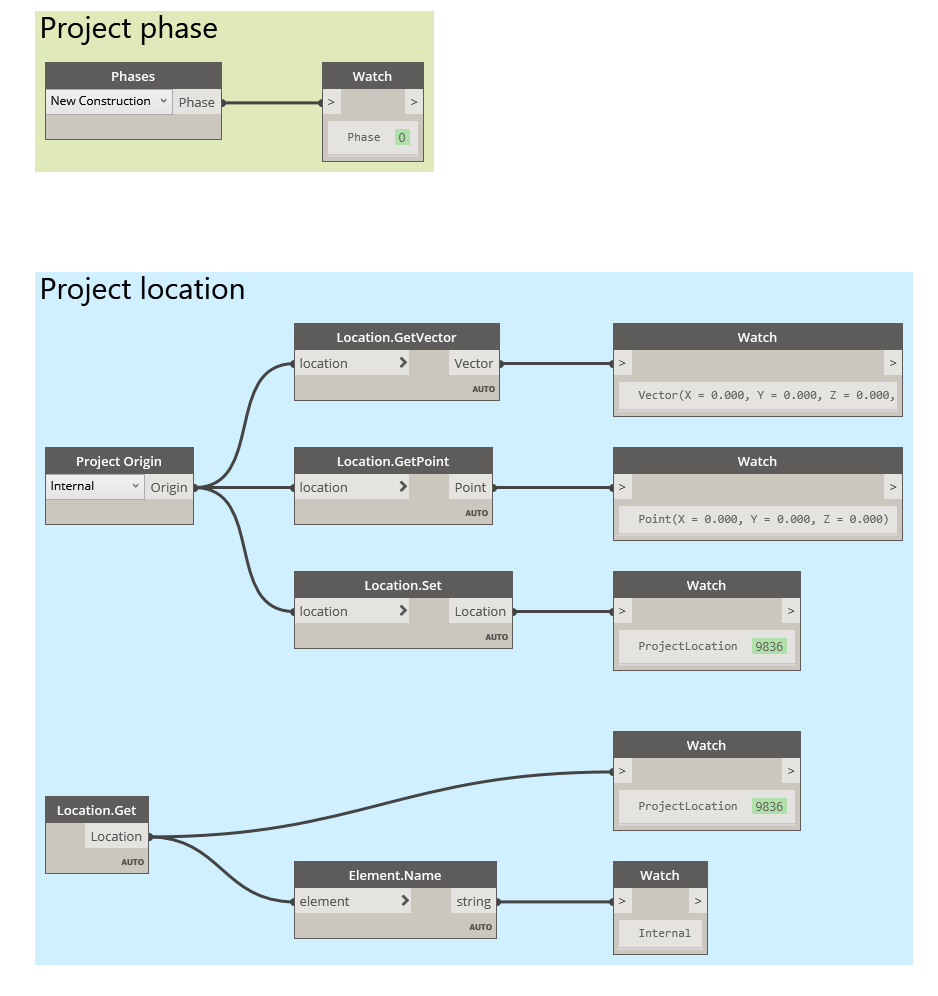 Project phase
Phases
New Construction
Phase
Watch
>
>
Phase 0
Project location
Location.GetVector
location
Vector
AUTO
Watch
>
>
Vector(X = 0.000, Y = 0.000, Z = 0.000,
Project Origin
Internal
Origin
Location.GetPoint
location
Point
AUTO
Watch
>
>
Point(X = 0.000, Y = 0.000, Z = 0.000)
Location.Set
location
Location
AUTO
Watch
>
>
ProjectLocation 9836
Watch
>
>
ProjectLocation 9836
Location.Get
Location
AUTO
Element.Name
element
string
AUTO
Watch
>
>
Internal